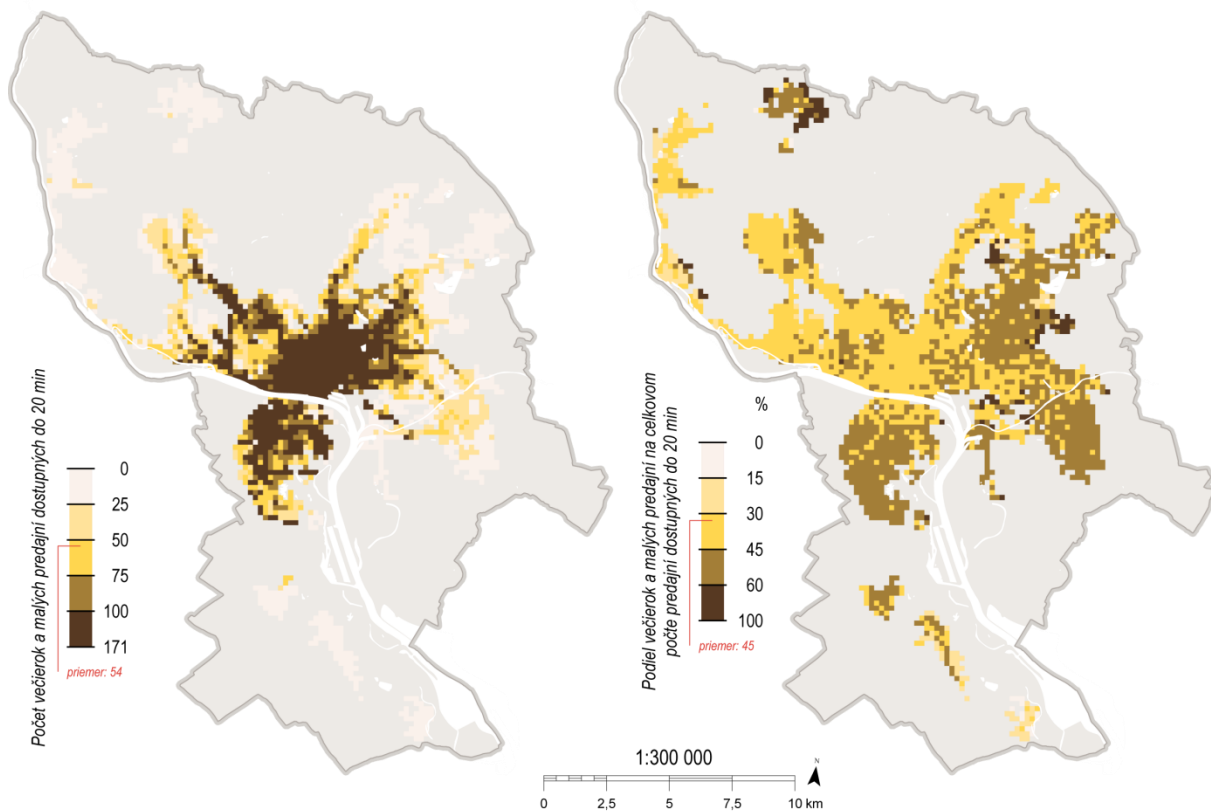 Počet večierok a malých predajní dostupných do 20 min
0
25
50
75
100
171
priemer: 54
Podiel večierok a malých predajní na celkovom
počte predajní dostupných do 20 min
%
0
15
30
45
60
100
priemer: 45
1:300 000
N
0 2,5 5 7,5 10 km